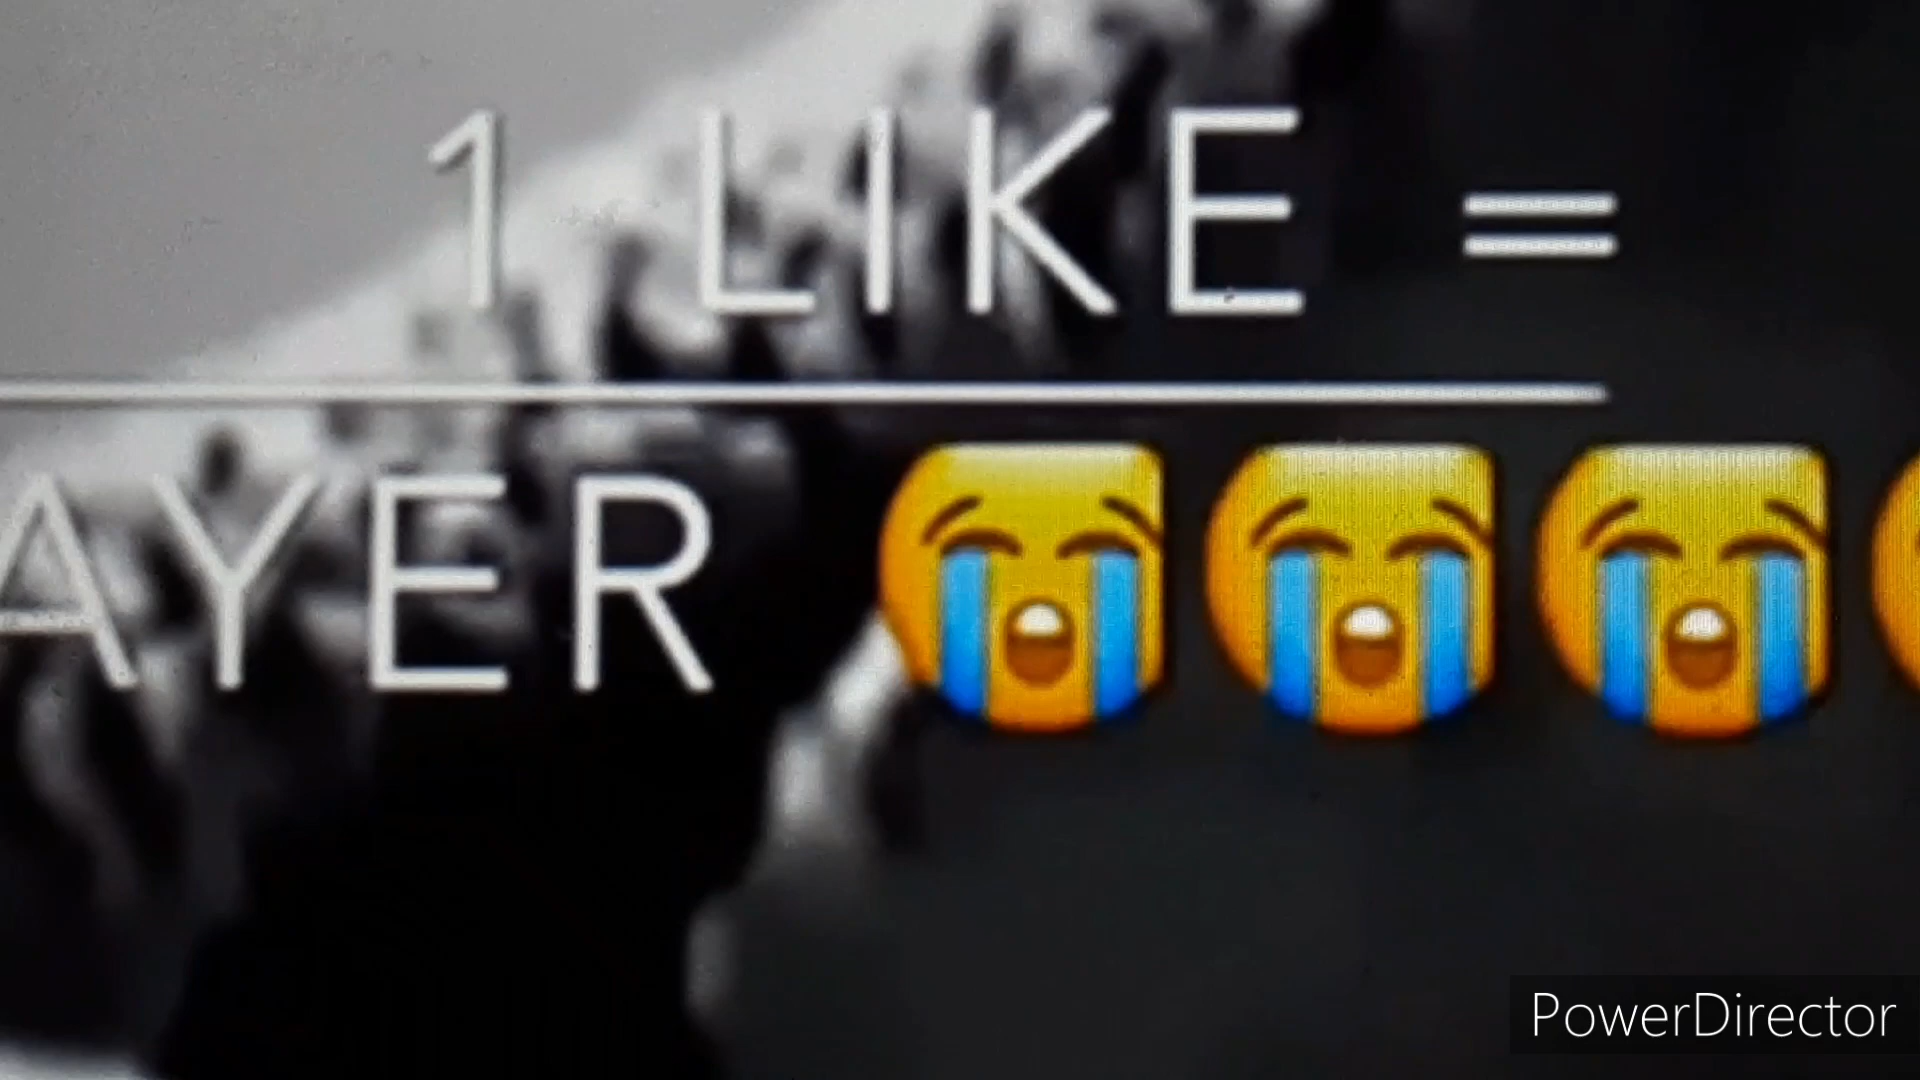 1 LIKE =
AYER 😭😭😭
PowerDirector